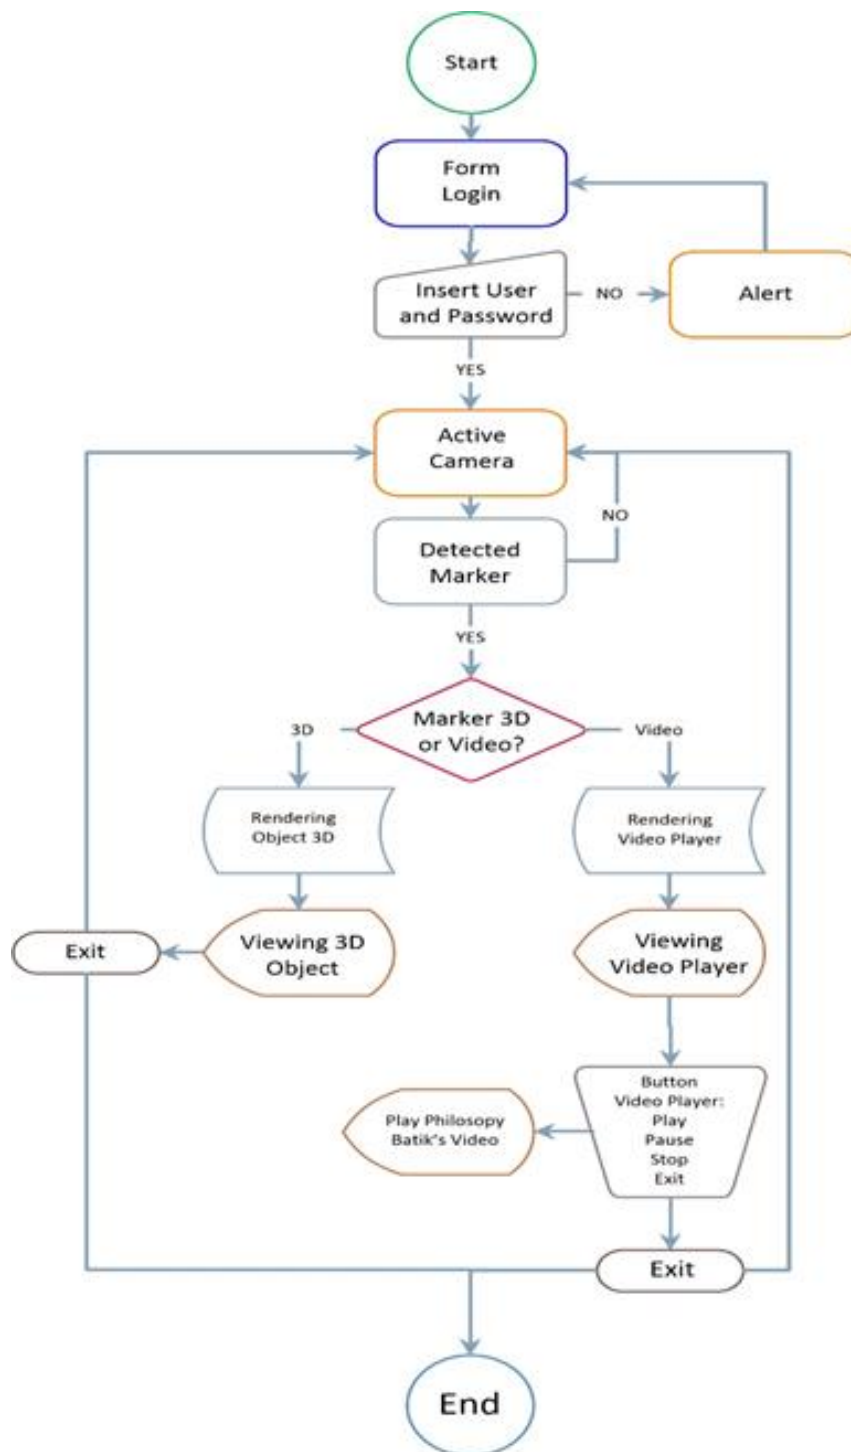 Start
Form
Login
Insert User
and Password
NO
Alert
YES
Active
Camera
NO
Detected
Marker
YES
Marker 3D
or Video?
3D
Video
Rendering
Object 3D
Rendering
Video Player
Exit
Viewing 3D
Object
Viewing
Video Player
Button
Video Player:
Play
Pause
Stop
Exit
Play Philosopy
Batik's Video
Exit
End